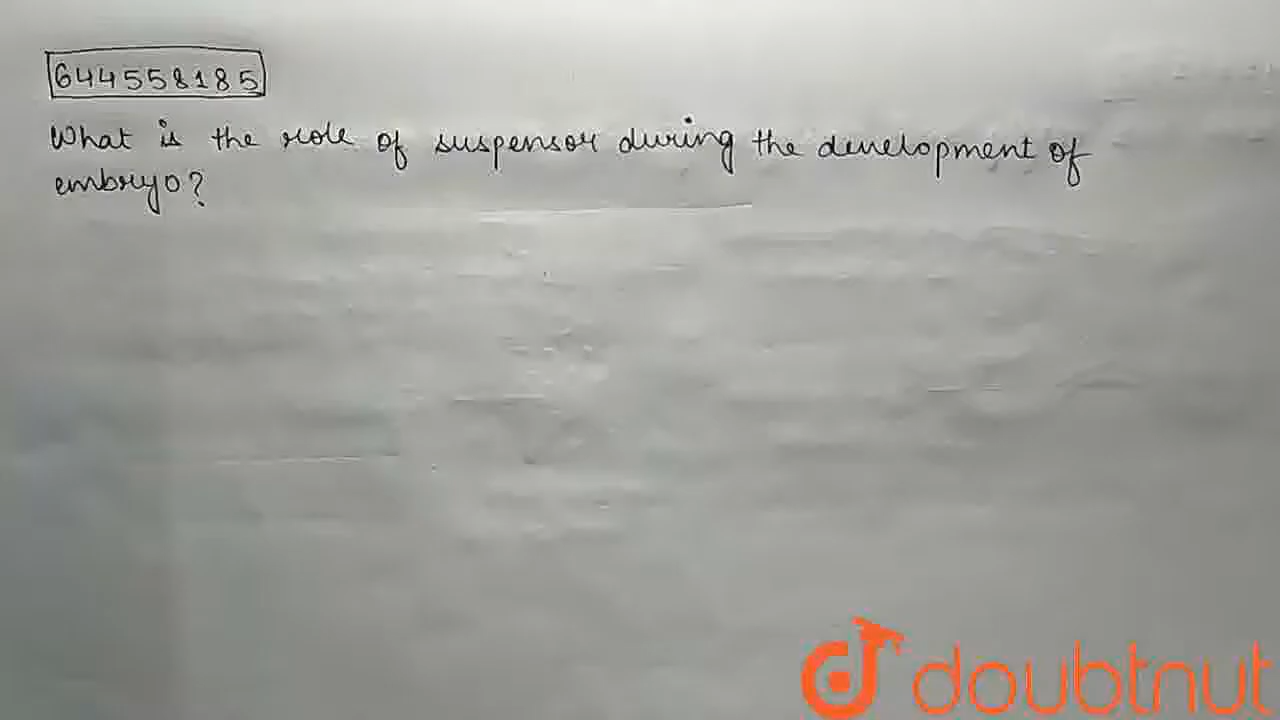 644558185
What is the role of suspensor during the development of
embryo?
doubtnut